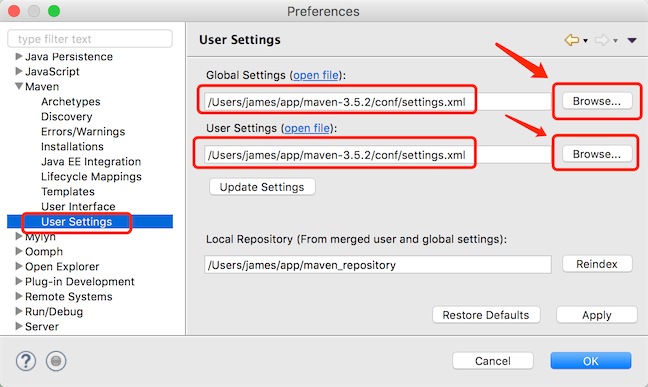 Preferences
type filter text
User Settings
Java Persistence
JavaScript
Maven
Archetypes
Discovery
Errors/Warnings
Installations
Java EE Integration
Lifecycle Mappings
Templates
User Interface
User Settings
Mylyn
Oomph
Open Explorer
Plug-in Development
Remote Systems
Run/Debug
Server
Global Settings (open file):
/Users/james/app/maven-3.5.2/conf/settings.xml
Browse...
User Settings (open file):
/Users/james/app/maven-3.5.2/conf/settings.xml
Browse...
Update Settings
Local Repository (From merged user and global settings):
/Users/james/app/maven_repository
Reindex
Restore Defaults
Apply
?
Cancel
OK